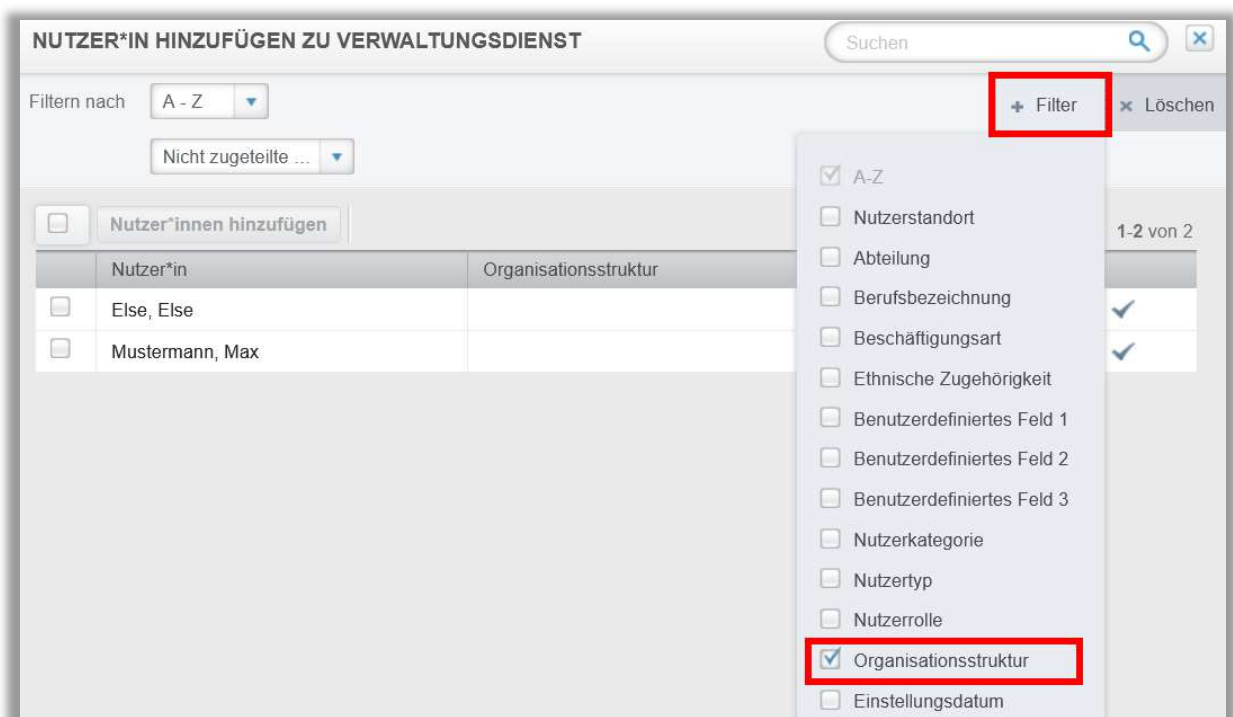 NUTZER*IN HINZUFÜGEN ZU VERWALTUNGSDIENST
Suchen
Filtern nach
A - Z
+ Filter
× Löschen
Nicht zugeteilte ...
A-Z
Nutzerstandort
Abteilung
Berufsbezeichnung
Beschäftigungsart
Ethnische Zugehörigkeit
Benutzerdefiniertes Feld 1
Benutzerdefiniertes Feld 2
Benutzerdefiniertes Feld 3
Nutzerkategorie
Nutzertyp
Nutzerrolle
Organisationsstruktur
Einstellungsdatum
Nutzer*innen hinzufügen
1-2 von 2
Nutzer*in Organisationsstruktur
Else, Else
Mustermann, Max